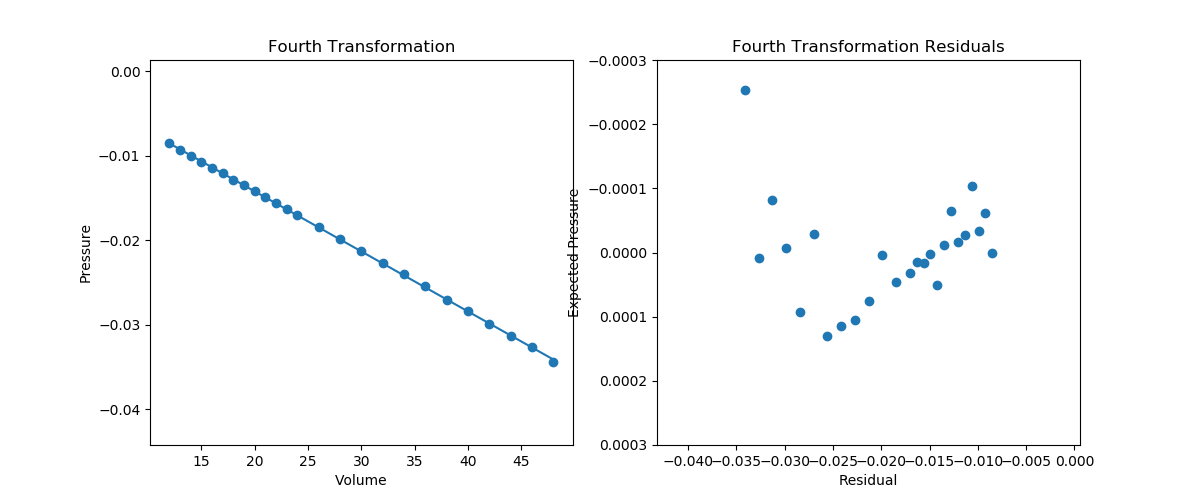 Fourth Transformation
0.00
−0.01
−0.02
−0.03
−0.04
Pressure
15 20 25 30 35 40 45
Volume
Fourth Transformation Residuals
−0.0003
−0.0002
−0.0001
0.0000
0.0001
0.0002
0.0003
Expected Pressure
−0.040 −0.035 −0.030 −0.025 −0.020 −0.015 −0.010 −0.005 0.000
Residual